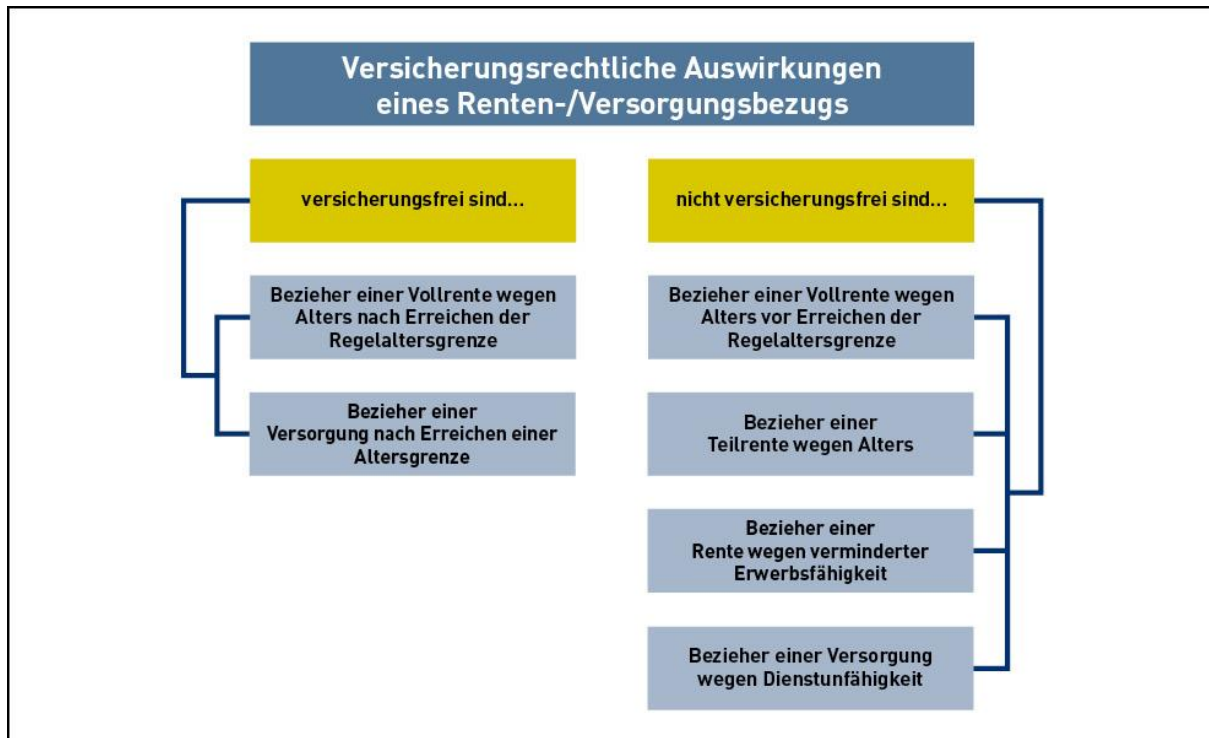 Versicherungsrechtliche Auswirkungen
eines Renten-/Versorgungsbezugs
versicherungsfrei sind...
nicht versicherungsfrei sind...
Bezieher einer Vollrente wegen
Alters nach Erreichen der
Regelaltersgrenze
Bezieher einer Vollrente wegen
Alters vor Erreichen der
Regelaltersgrenze
Bezieher einer
Versorgung nach Erreichen einer
Altersgrenze
Bezieher einer
Teilrente wegen Alters
Bezieher einer
Rente wegen verminderter
Erwerbsfähigkeit
Bezieher einer Versorgung
wegen Dienstunfähigkeit